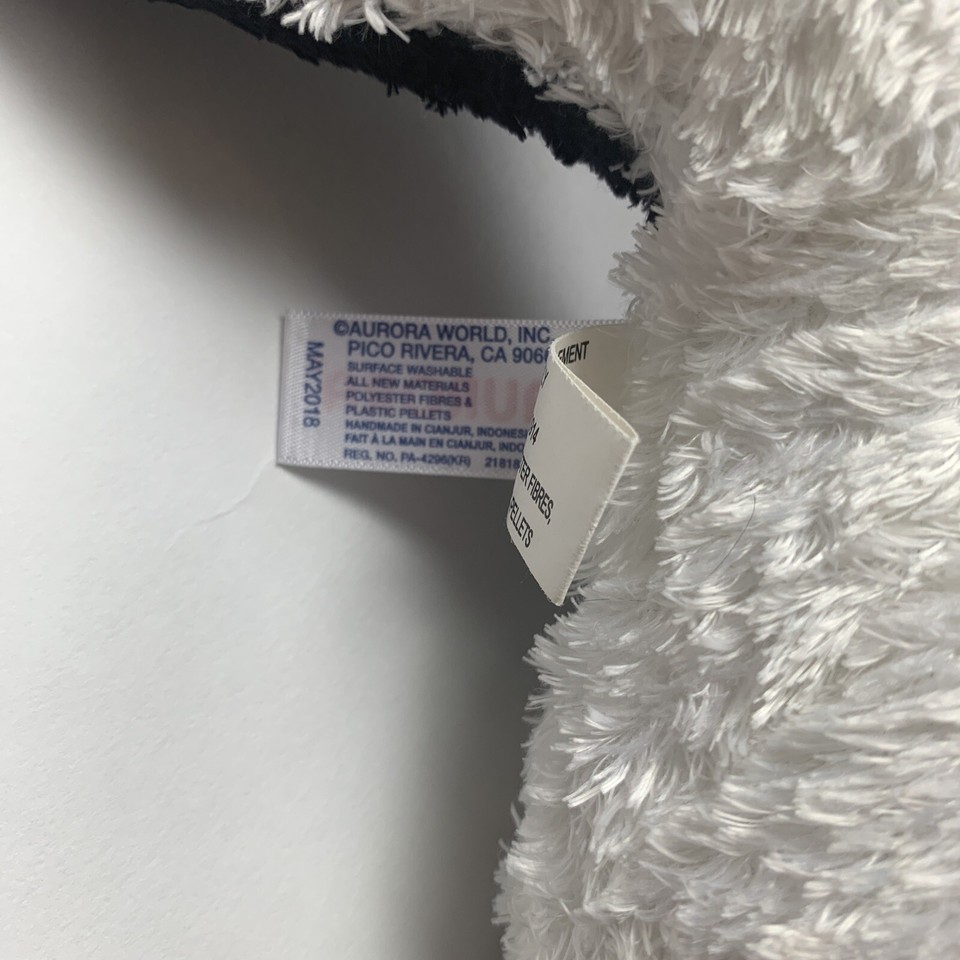 ©AURORA WORLD, INC.
PICO RIVERA, CA
SURFACE WASHABLE
ALL NEW MATERIALS
POLYESTER FIBRES &
PLASTIC PELLETS
HANDMADE IN CIANJUR,
FAIT À LA MAIN EN CIANJUR,
REG. NO. PA-4296(KR)
MAY2018
FIBRES,
PELLETS